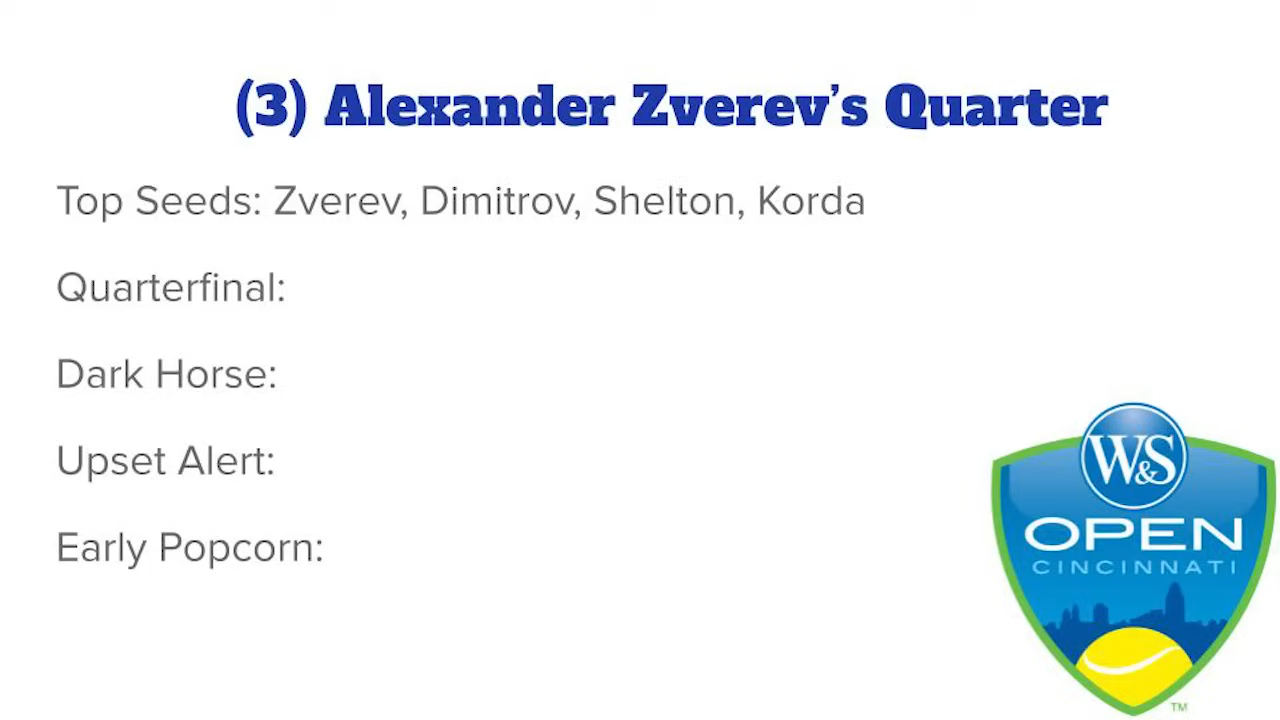 (3) Alexander Zverev's Quarter
Top Seeds: Zverev, Dimitrov, Shelton, Korda
Quarterfinal:
Dark Horse:
Upset Alert:
Early Popcorn:
W&S
OPEN
CINCINNATI
TM